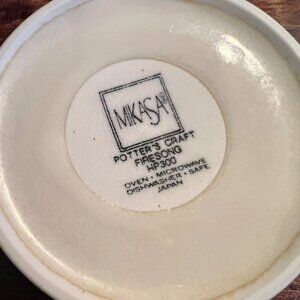 MIKASA
POTTER'S CRAFT
FIRESONG
HP300
OVEN • MICROWAVE
DISHWASHER • SAFE
JAPAN